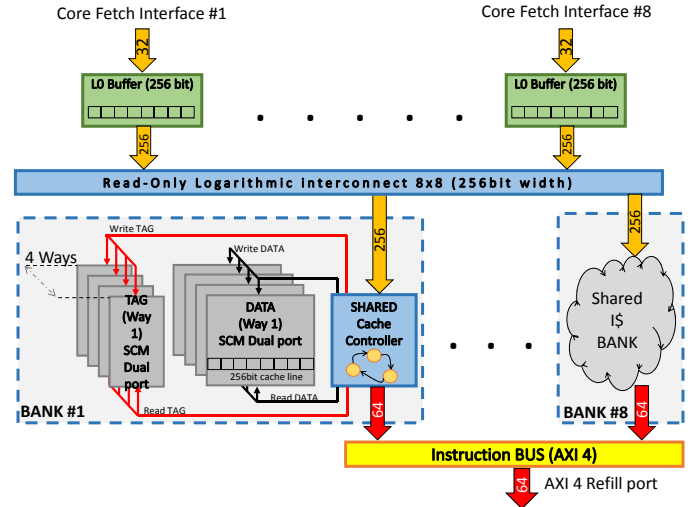 Core Fetch Interface #1
Core Fetch Interface #8
32
32
L0 Buffer (256 bit)
L0 Buffer (256 bit)
. . . . .
256
256
Read-Only Logarithmic Interconnect 8x8 (256bit width)
Write TAG
256
256
4 Ways
Write DATA
TAG
(Way
1)
SCM
Dual
port
DATA
(Way 1)
SCM Dual port
256bit cache line
SHARED
Cache
Controller
. . .
Shared
I$
BANK
Read TAG
Read DATA
BANK #1
64
BANK #8
64
Instruction BUS (AXI 4)
64
AXI 4 Refill port